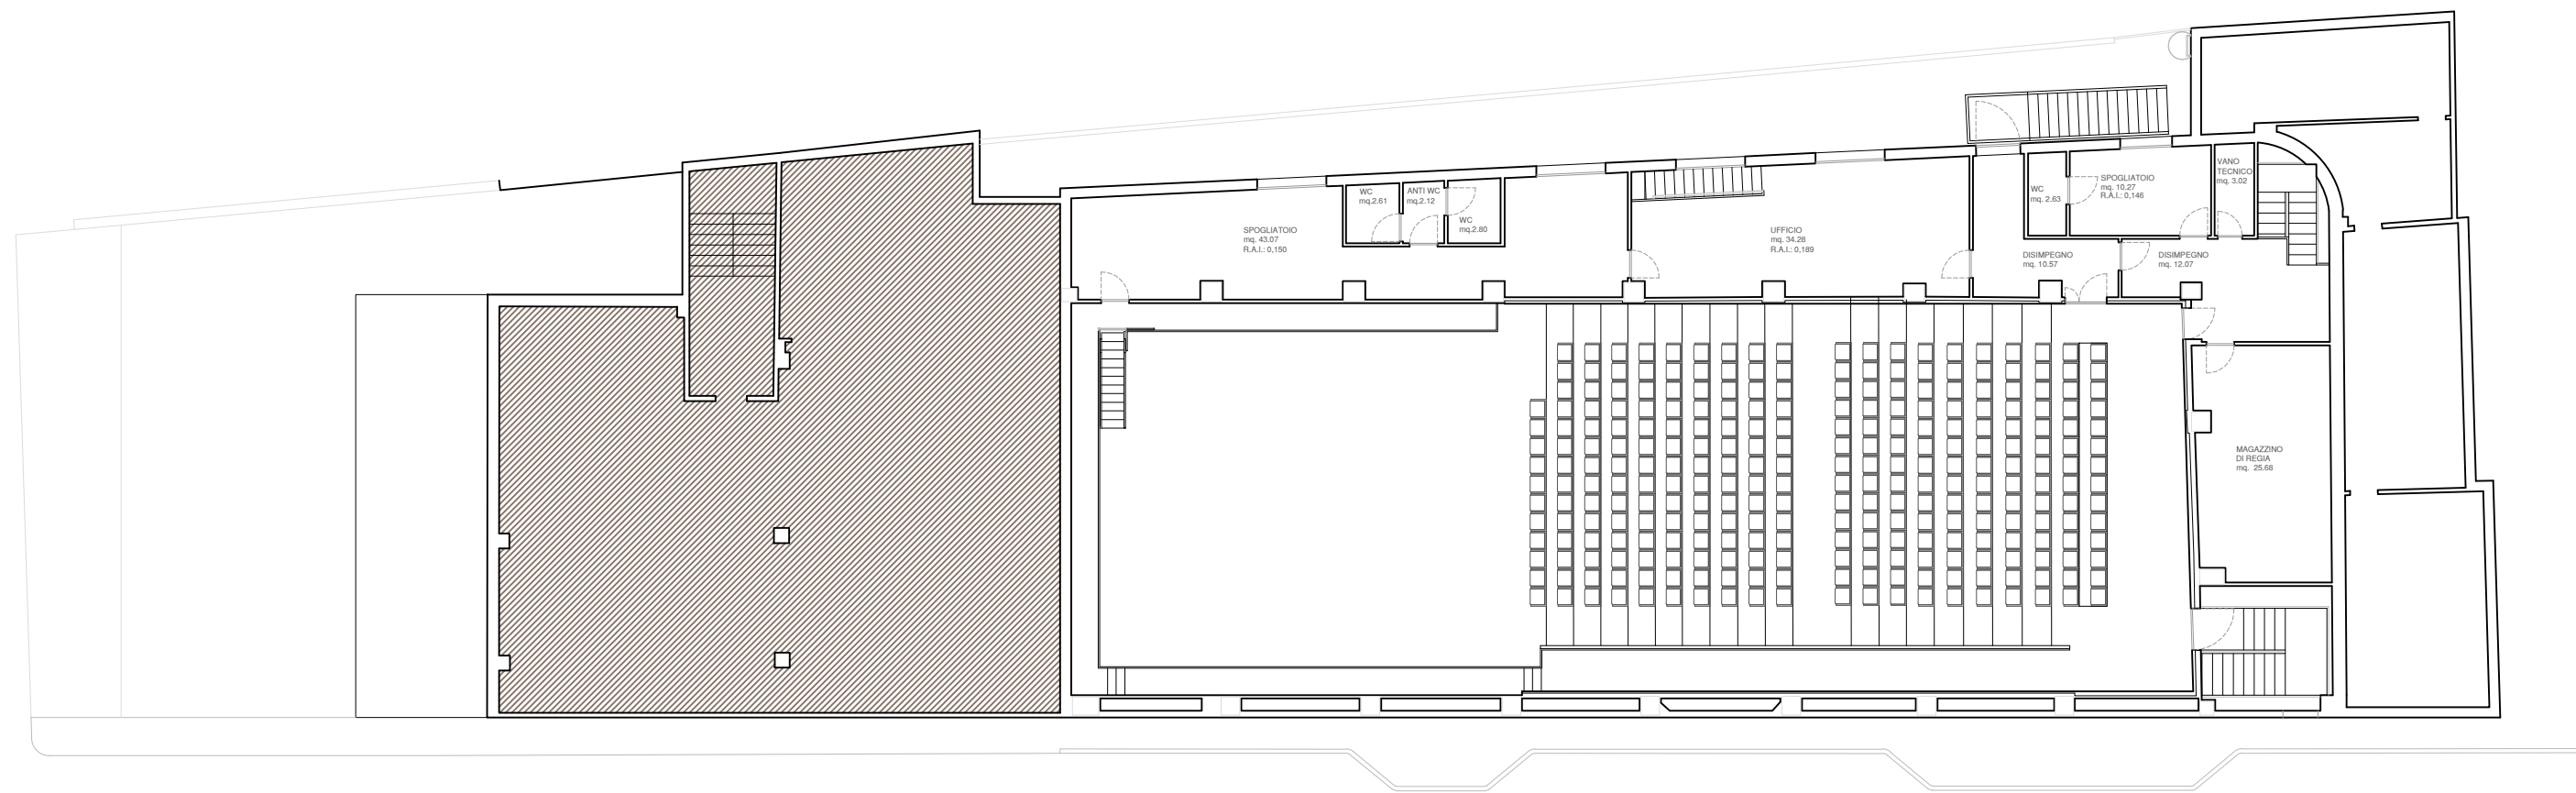 SPOGLIATOIO
mq. 43.07
R.A.I.: 0,150
WC
mq.2.61
ANTI WC
mq.2.12
WC
mq.2.80
UFFICIO
mq. 34.28
R.A.I.: 0,189
WC
mq. 2.63
SPOGLIATOIO
mq. 10.27
R.A.I.: 0,146
VANO
TECNICO
mq. 3.02
DISIMPEGNO
mq. 10.57
DISIMPEGNO
mq. 12.07
MAGAZZINO
DI REGIA
mq. 25.68